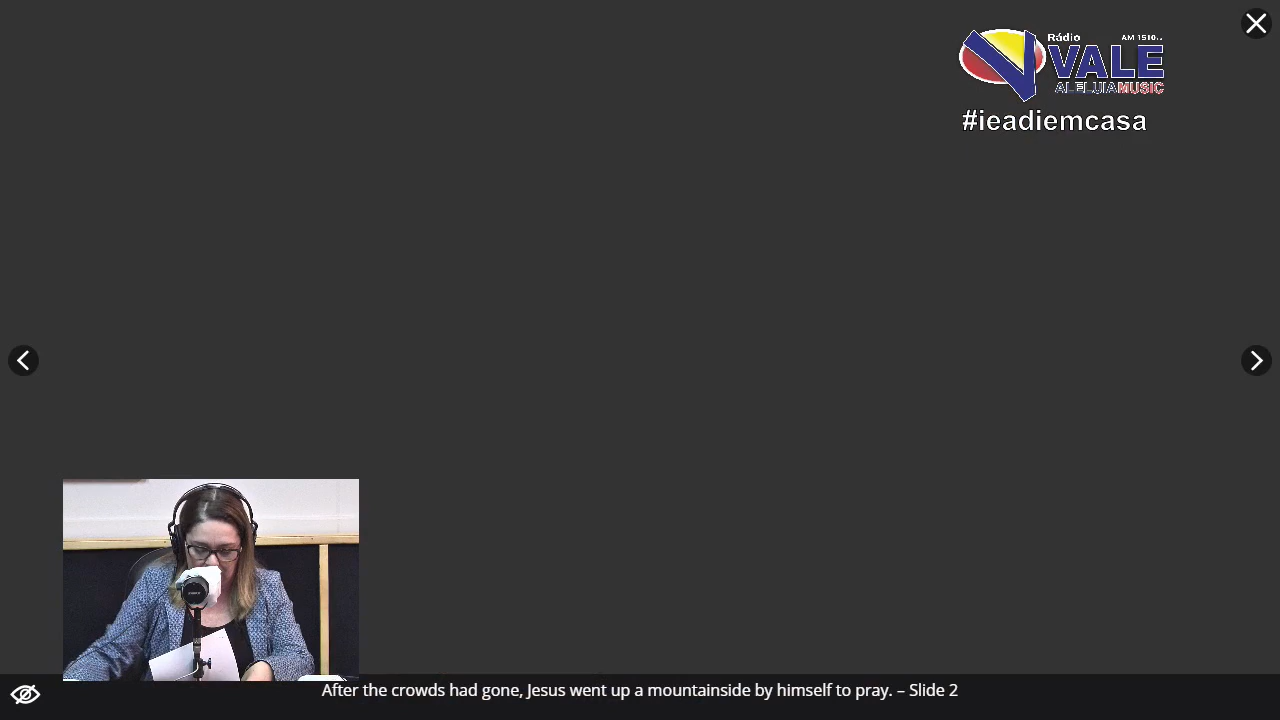 Rádio AM 1510
VALE
ALELUIAMUSIC
#ieadiemcasa
After the crowds had gone, Jesus went up a mountainside by himself to pray. – Slide 2